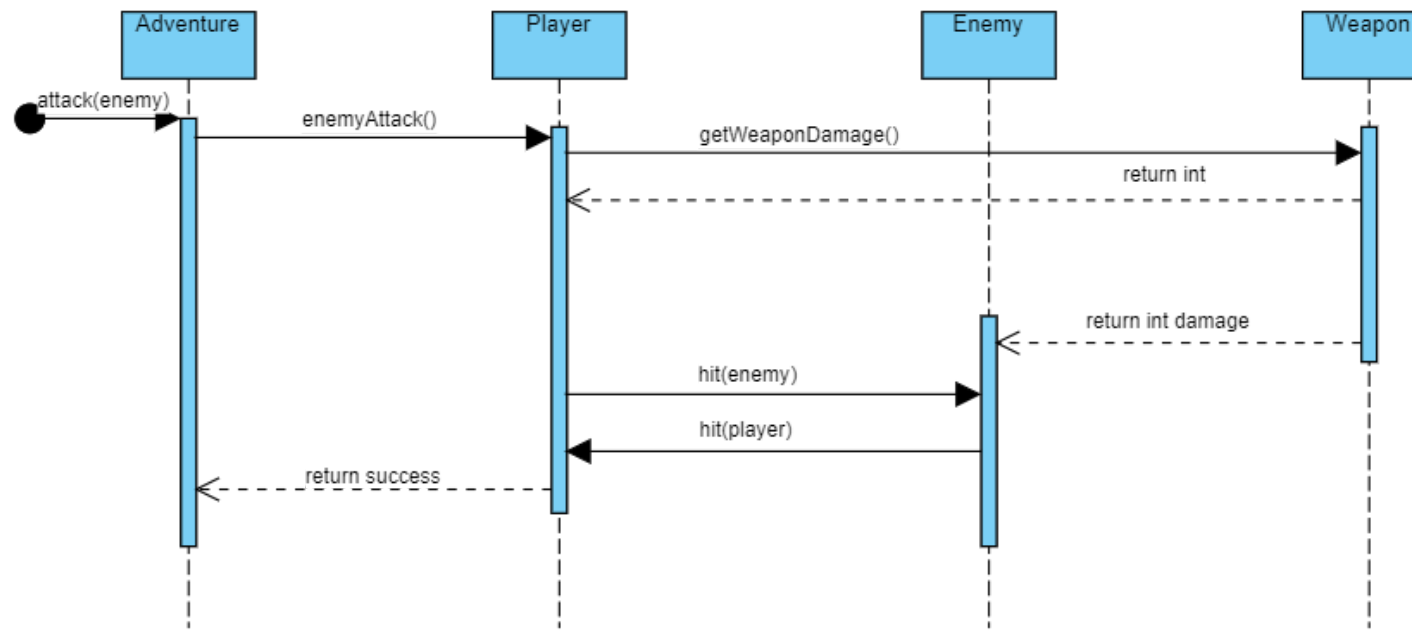 Adventure
Player
Enemy
Weapon
attack(enemy)
enemyAttack()
getWeaponDamage()
return int
return int damage
hit(enemy)
hit(player)
return success